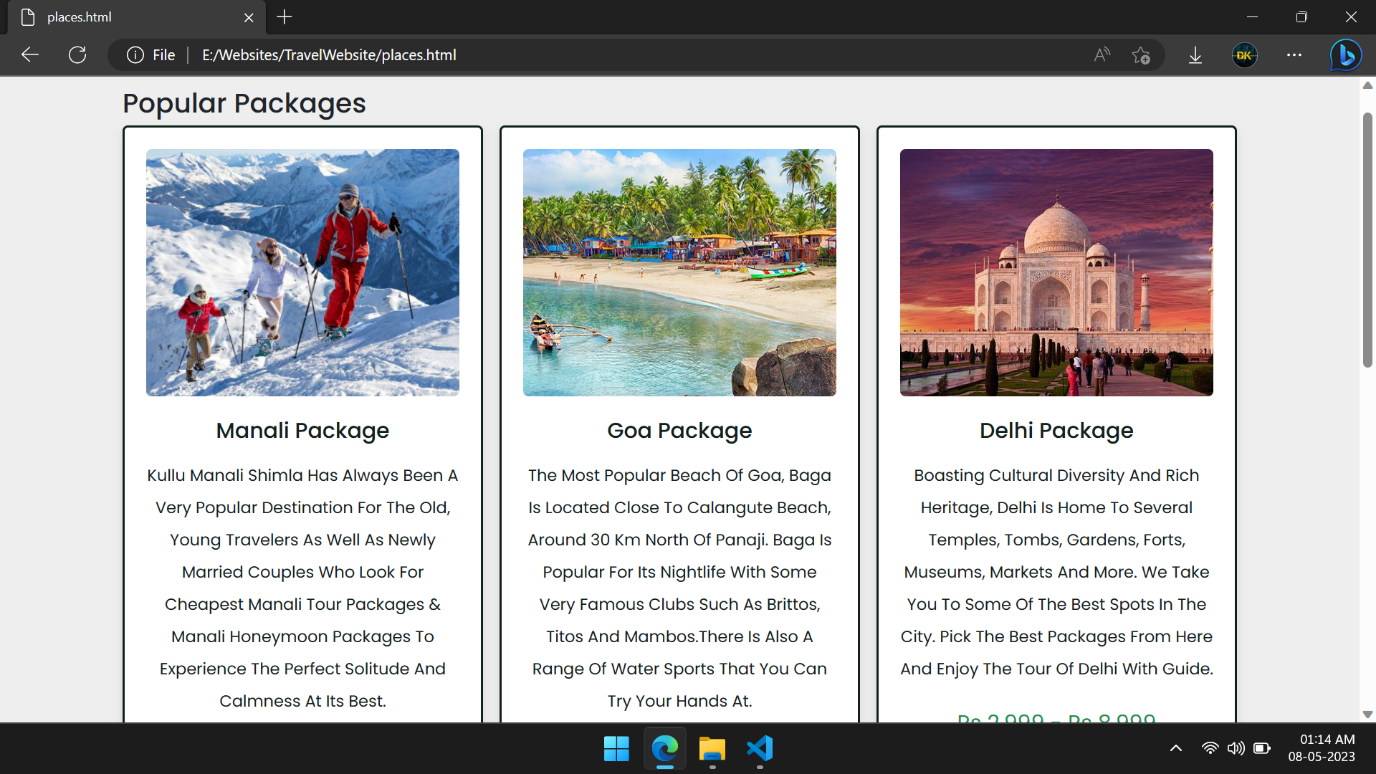 places.html
File
E:/Websites/TravelWebsite/places.html
DK
Popular Packages
Manali Package
Kullu Manali Shimla Has Always Been A
Very Popular Destination For The Old,
Young Travelers As Well As Newly
Married Couples Who Look For
Cheapest Manali Tour Packages &
Manali Honeymoon Packages To
Experience The Perfect Solitude And
Calmness At Its Best.
Goa Package
The Most Popular Beach Of Goa, Baga
Is Located Close To Calangute Beach,
Around 30 Km North Of Panaji. Baga Is
Popular For Its Nightlife With Some
Very Famous Clubs Such As Brittos,
Titos And Mambos.There Is Also A
Range Of Water Sports That You Can
Try Your Hands At.
Delhi Package
Boasting Cultural Diversity And Rich
Heritage, Delhi Is Home To Several
Temples, Tombs, Gardens, Forts,
Museums, Markets And More. We Take
You To Some Of The Best Spots In The
City. Pick The Best Packages From Here
And Enjoy The Tour Of Delhi With Guide.
Rs 2,999 - Rs 8,999
01:14 AM
08-05-2023